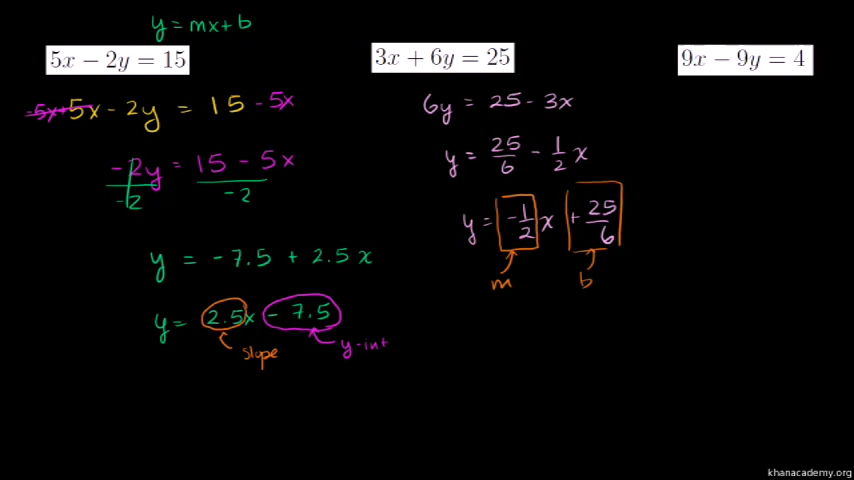 y = mx + b
5x − 2y = 15
-5x + 5x - 2y = 15 - 5x
-2y = 15 - 5x
-2 -2
y = -7.5 + 2.5x
y = 2.5x - 7.5
slope
y-int
3x + 6y = 25
6y = 25 - 3x
y = 25/6 - 1/2 x
y = -1/2 x + 25/6
m b
9x − 9y = 4
khanacademy.org